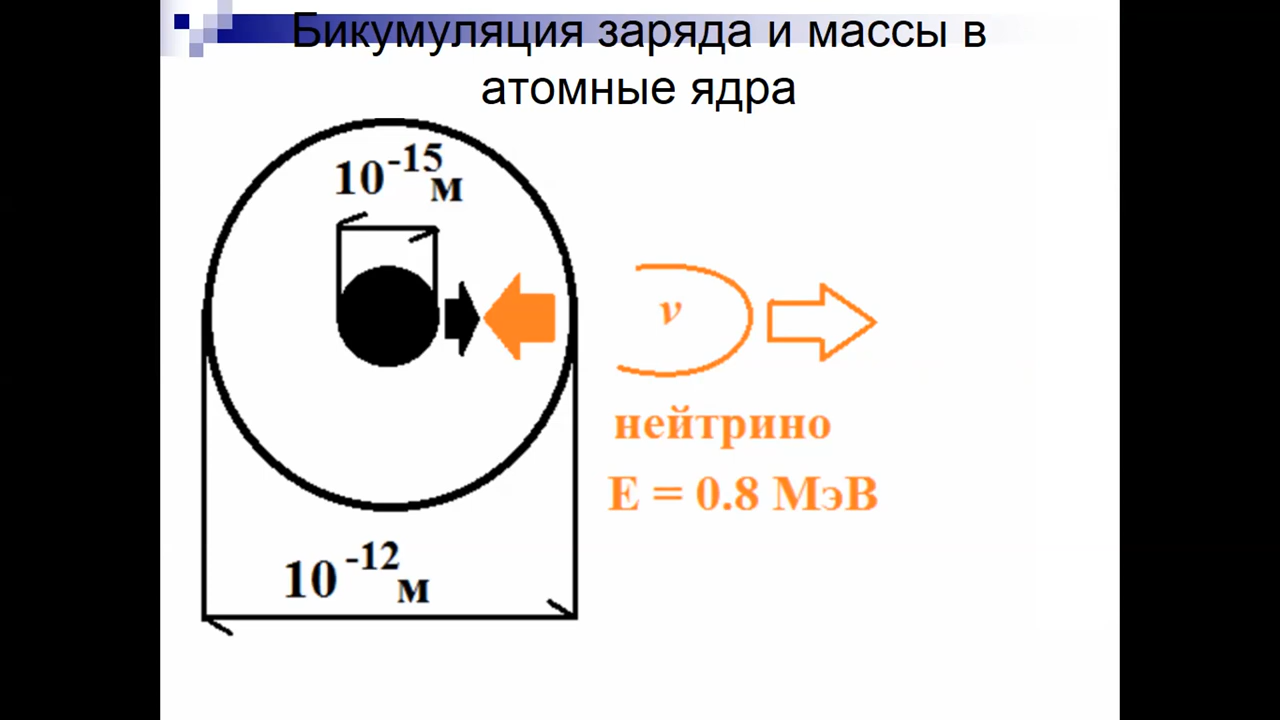 Бикумуляция заряда и массы в
атомные ядра
10⁻¹⁵м
ν
нейтрино
E = 0.8 МэВ
10⁻¹²м